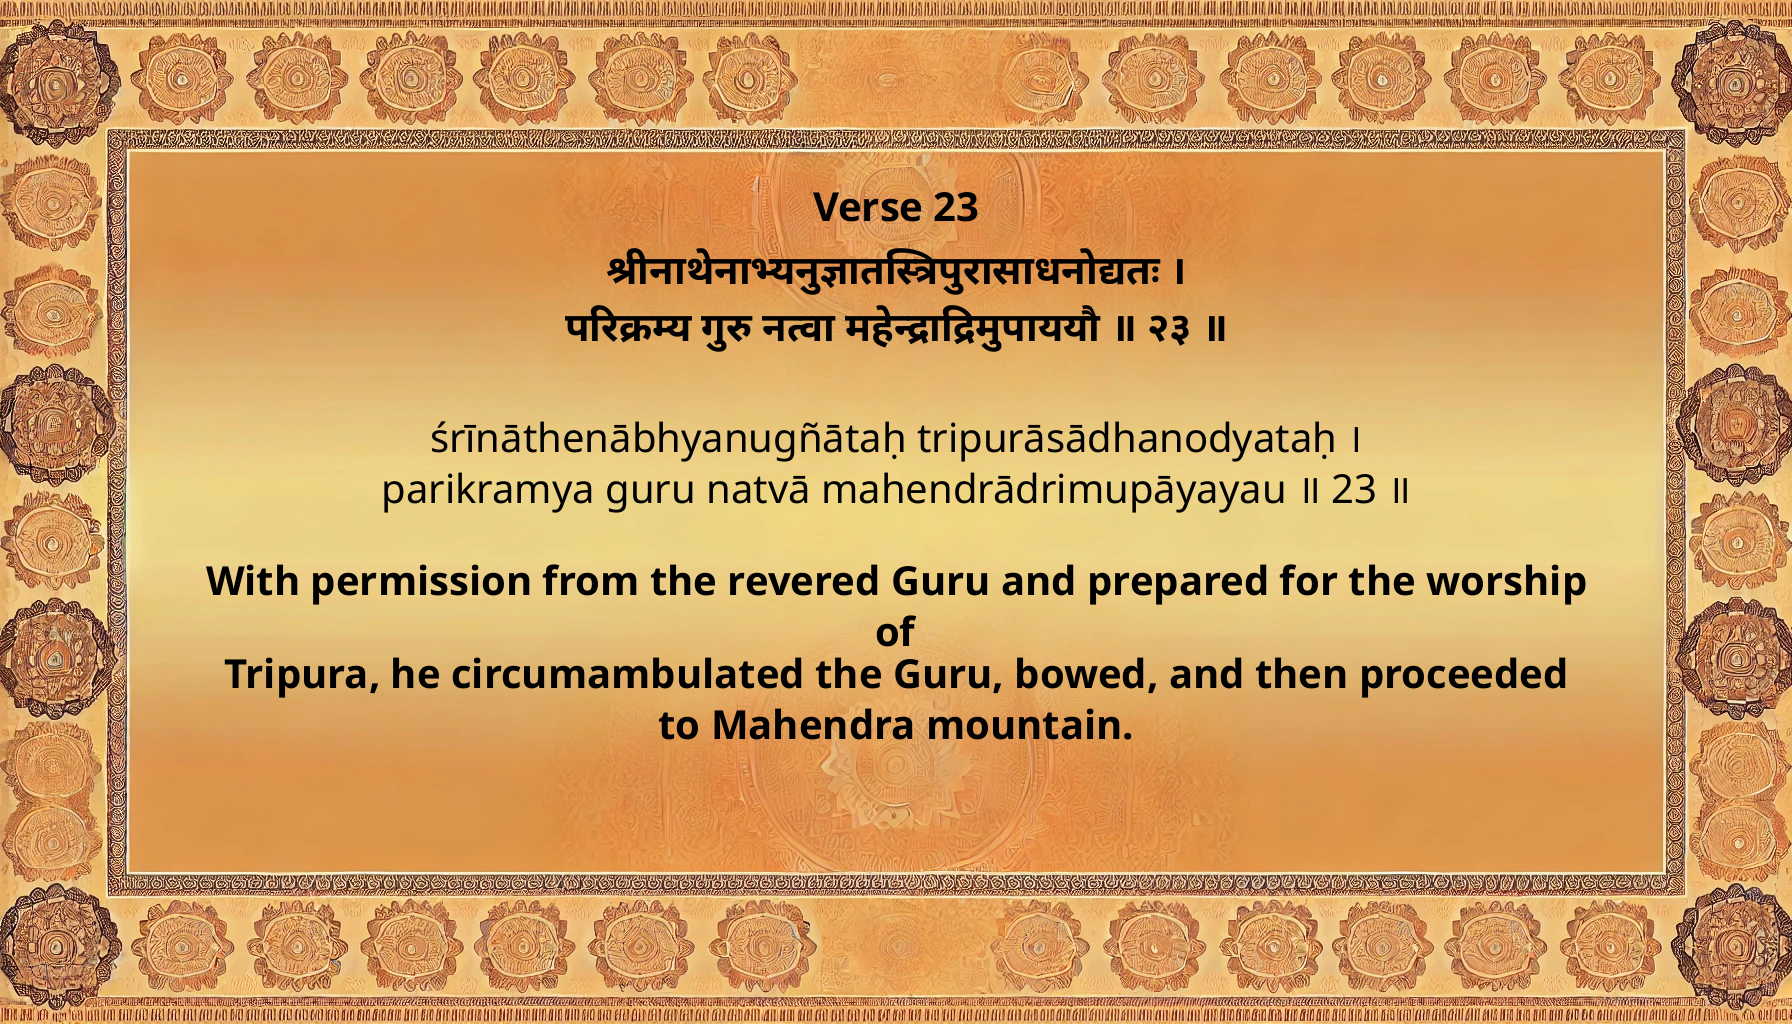 Verse 23
श्रीनाथेनाभ्यनुज्ञातस्त्रिपुरासाधनोद्यतः ।
परिक्रम्य गुरु नत्वा महेन्द्राद्रिमुपाययौ ॥ २३ ॥
śrīnāthenābhyanugñātaḥ tripurāsādhanodyataḥ ।
parikramya guru natvā mahendrādrimupāyayau ॥ 23 ॥
With permission from the revered Guru and prepared for the worship
of
Tripura, he circumambulated the Guru, bowed, and then proceeded
to Mahendra mountain.